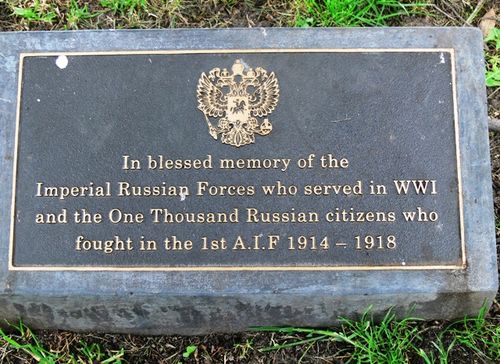 In blessed memory of the
Imperial Russian Forces who served in WWI
and the One Thousand Russian citizens who
fought in the 1st A.I.F 1914 – 1918